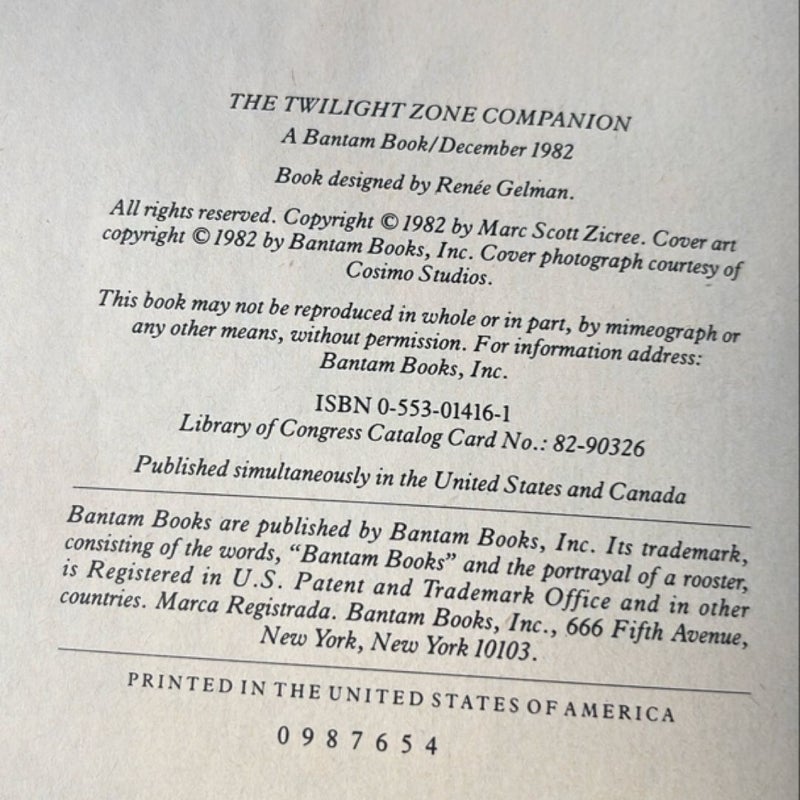 THE TWILIGHT ZONE COMPANION
A Bantam Book/December 1982
Book designed by Renée Gelman.
All rights reserved. Copyright © 1982 by Marc Scott Zicree. Cover art
copyright © 1982 by Bantam Books, Inc. Cover photograph courtesy of
Cosimo Studios.
This book may not be reproduced in whole or in part, by mimeograph or
any other means, without permission. For information address:
Bantam Books, Inc.
ISBN 0-553-01416-1
Library of Congress Catalog Card No.: 82-90326
Published simultaneously in the United States and Canada
Bantam Books are published by Bantam Books, Inc. Its trademark,
consisting of the words, “Bantam Books” and the portrayal of a rooster,
is Registered in U.S. Patent and Trademark Office and in other
countries. Marca Registrada. Bantam Books, Inc., 666 Fifth Avenue,
New York, New York 10103.
PRINTED IN THE UNITED STATES OF AMERICA
0 9 8 7 6 5 4